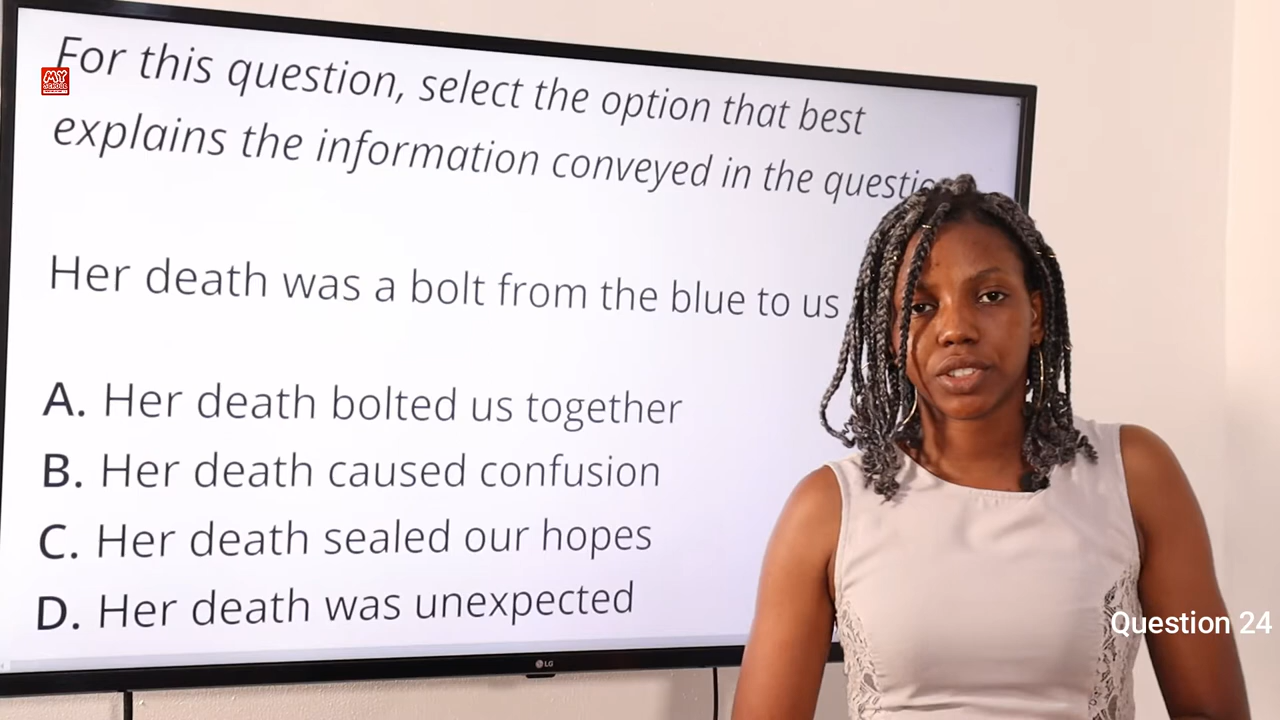 For this question, select the option that best
explains the information conveyed in the
Her death was a bolt from the blue to us
A. Her death bolted us together
B. Her death caused confusion
C. Her death sealed our hopes
D. Her death was unexpected
MY SCHOOL
LG
Question 24